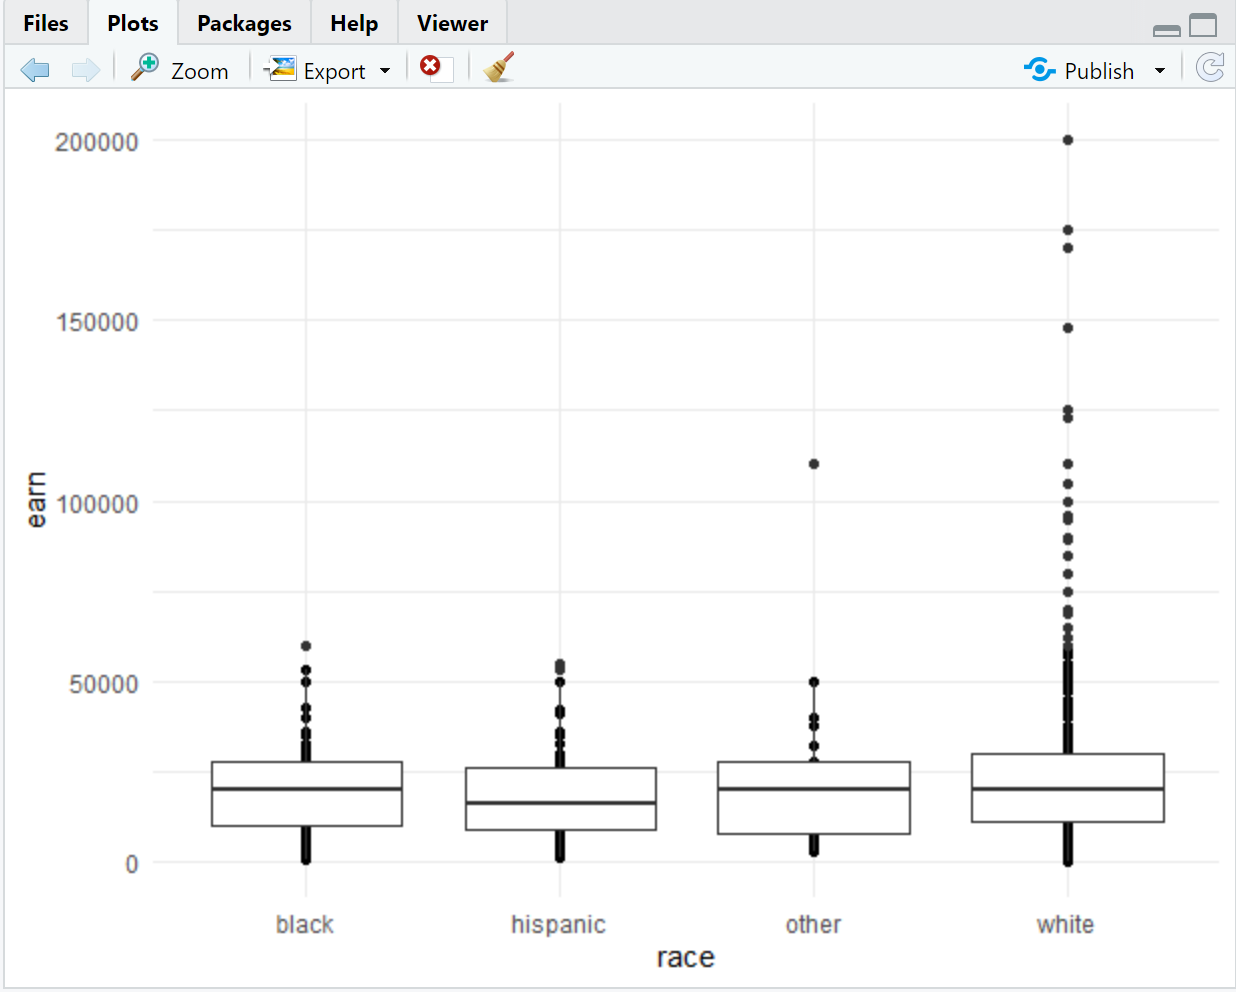 Files Plots Packages Help Viewer
Zoom Export Publish
200000
150000
100000
50000
0
earn
black hispanic other white
race